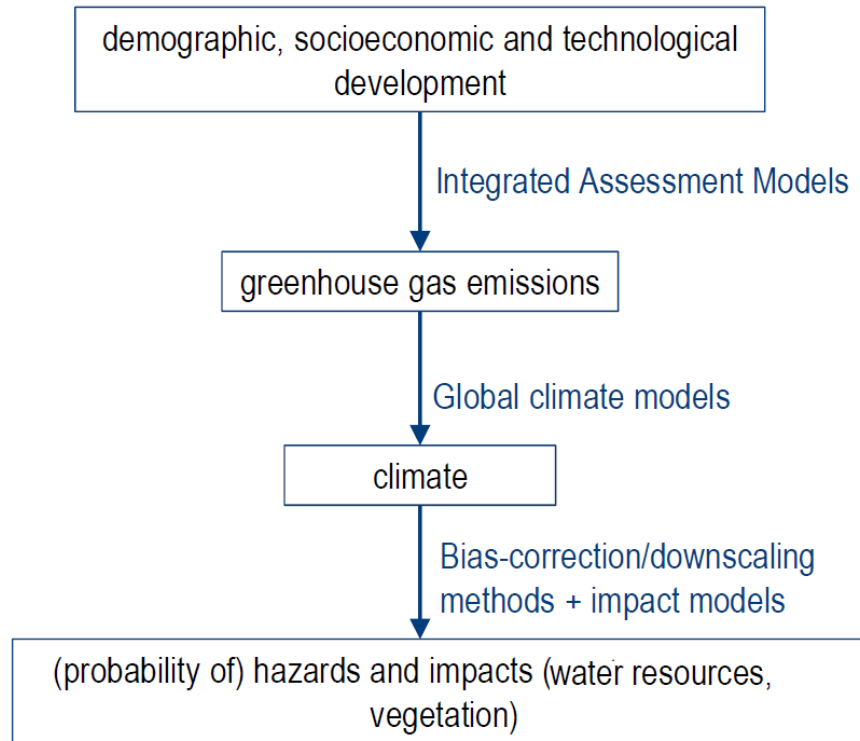 demographic, socioeconomic and technological
development
Integrated Assessment Models
greenhouse gas emissions
Global climate models
climate
Bias-correction/downscaling
methods + impact models
(probability of) hazards and impacts (water resources,
vegetation)